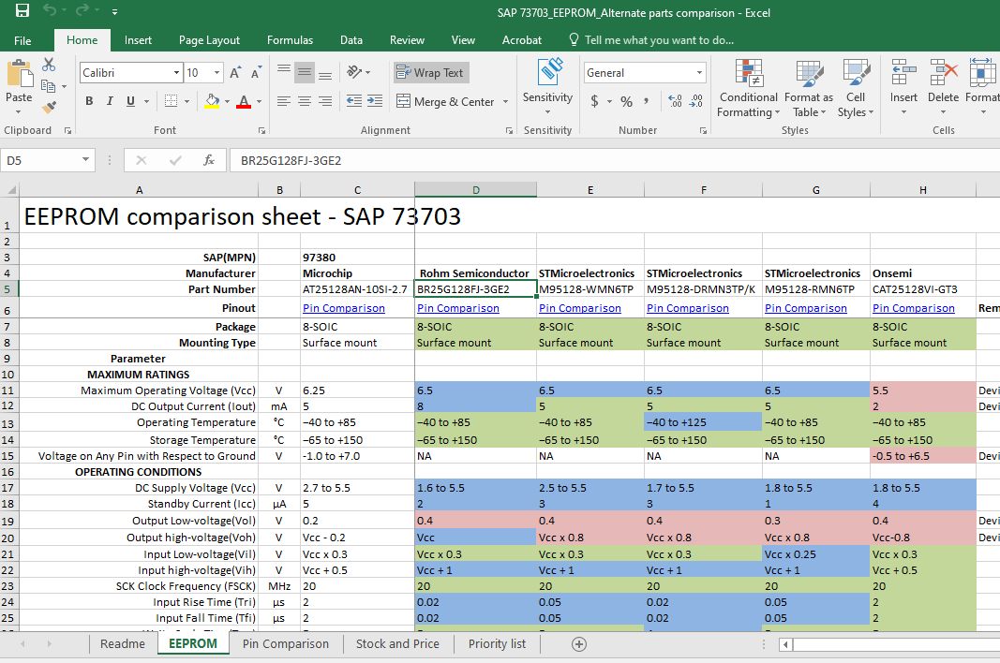 SAP 73703_EEPROM_Alternate parts comparison - Excel
File Home Insert Page Layout Formulas Data Review View Acrobat Tell me what you want to do...
Calibri 10 Wrap Text General
Paste B I U A Merge & Center $ % Sensitivity Conditional Formatting Format as Table Cell Styles Insert Delete Format
Clipboard Font Alignment Sensitivity Number Styles Cells
D5 fx BR25G128FJ-3GE2
A B C D E F G H
1 EEPROM comparison sheet - SAP 73703
2
3 SAP(MPN) 97380
4 Manufacturer Microchip Rohm Semiconductor STMicroelectronics STMicroelectronics STMicroelectronics Onsemi
5 Part Number AT25128AN-10SI-2.7 BR25G128FJ-3GE2 M95128-WMN6TP M95128-DRMN3TP/K M95128-RMN6TP CAT25128VI-GT3
6 Pinout Pin Comparison Pin Comparison Pin Comparison Pin Comparison Pin Comparison Pin Comparison Rem
7 Package 8-SOIC 8-SOIC 8-SOIC 8-SOIC 8-SOIC 8-SOIC
8 Mounting Type Surface mount Surface mount Surface mount Surface mount Surface mount Surface mount
9 Parameter
10 MAXIMUM RATINGS
11 Maximum Operating Voltage (Vcc) V 6.25 6.5 6.5 6.5 6.5 5.5 Devi
12 DC Output Current (Iout) mA 5 8 5 5 5 2 Devi
13 Operating Temperature °C −40 to +85 −40 to +85 −40 to +85 −40 to +125 −40 to +85 −40 to +85
14 Storage Temperature °C −65 to +150 −65 to +150 −65 to +150 −65 to +150 −65 to +150 −65 to +150
15 Voltage on Any Pin with Respect to Ground V -1.0 to +7.0 NA NA NA NA -0.5 to +6.5 Devi
16 OPERATING CONDITIONS
17 DC Supply Voltage (Vcc) V 2.7 to 5.5 1.6 to 5.5 2.5 to 5.5 1.7 to 5.5 1.8 to 5.5 1.8 to 5.5
18 Standby Current (Icc) µA 5 2 3 3 1 4
19 Output Low-voltage(Vol) V 0.2 0.4 0.4 0.4 0.3 0.4 Devi
20 Output high-voltage(Voh) V Vcc - 0.2 Vcc Vcc x 0.8 Vcc x 0.8 Vcc x 0.8 Vcc-0.8 Devi
21 Input Low-voltage(Vil) V Vcc x 0.3 Vcc x 0.3 Vcc x 0.3 Vcc x 0.3 Vcc x 0.25 Vcc x 0.3
22 Input high-voltage(Vih) V Vcc + 0.5 Vcc + 1 Vcc + 1 Vcc + 1 Vcc + 1 Vcc + 0.5
23 SCK Clock Frequency (FSCK) MHz 20 20 20 20 20 20
24 Input Rise Time (Tri) µs 2 0.02 0.05 0.02 0.05 2
25 Input Fall Time (Tfi) µs 2 0.02 0.05 0.02 0.05 2
Readme EEPROM Pin Comparison Stock and Price Priority list